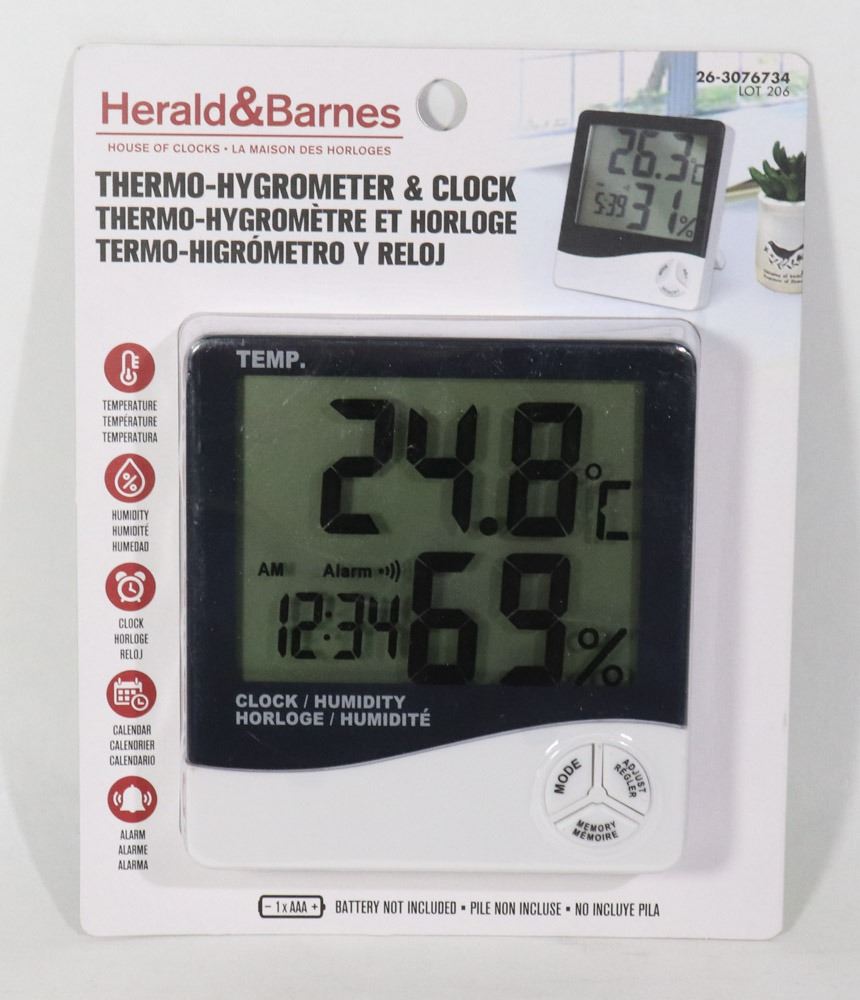 26-3076734
LOT 206
Herald&Barnes
HOUSE OF CLOCKS • LA MAISON DES HORLOGES
THERMO-HYGROMETER & CLOCK
THERMO-HYGROMÈTRE ET HORLOGE
TERMO-HIGRÓMETRO Y RELOJ
26.3°C
5:39 31%
MEMORY
TEMP.
24.8°C
AM Alarm
12:34 69%
CLOCK / HUMIDITY
HORLOGE / HUMIDITÉ
MODE
ADJUST
RÉGLER
MEMORY
MÉMOIRE
TEMPERATURE
TEMPÉRATURE
TEMPERATURA
%
HUMIDITY
HUMIDITÉ
HUMEDAD
CLOCK
HORLOGE
RELOJ
CALENDAR
CALENDRIER
CALENDARIO
ALARM
ALARME
ALARMA
- 1 x AAA + BATTERY NOT INCLUDED ▪ PILE NON INCLUSE ▪ NO INCLUYE PILA